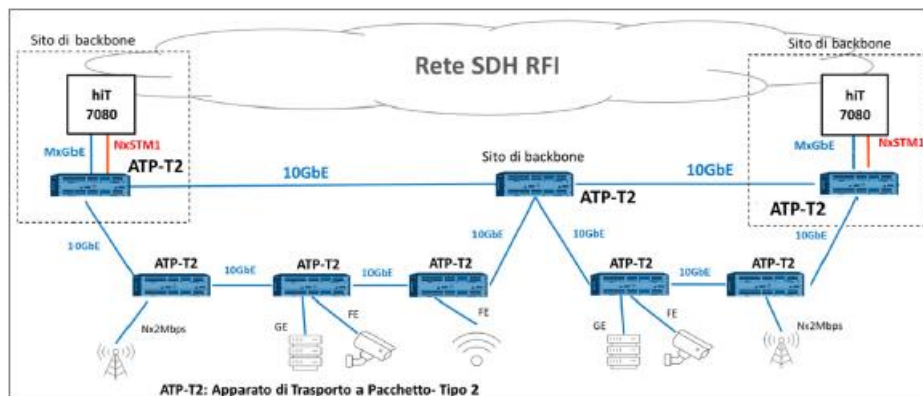 Sito di backbone
Sito di backbone
Rete SDH RFI
hiT
7080
hiT
7080
MxGbE
NxSTM1
MxGbE
NxSTM1
ATP-T2
10GbE
Sito di backbone
10GbE
ATP-T2
ATP-T2
10GbE
10GbE
10GbE
10GbE
ATP-T2
10GbE
ATP-T2
10GbE
ATP-T2
ATP-T2
10GbE
ATP-T2
Nx2Mbps
GE
FE
FE
GE
FE
Nx2Mbps
ATP-T2: Apparato di Trasporto a Pacchetto- Tipo 2